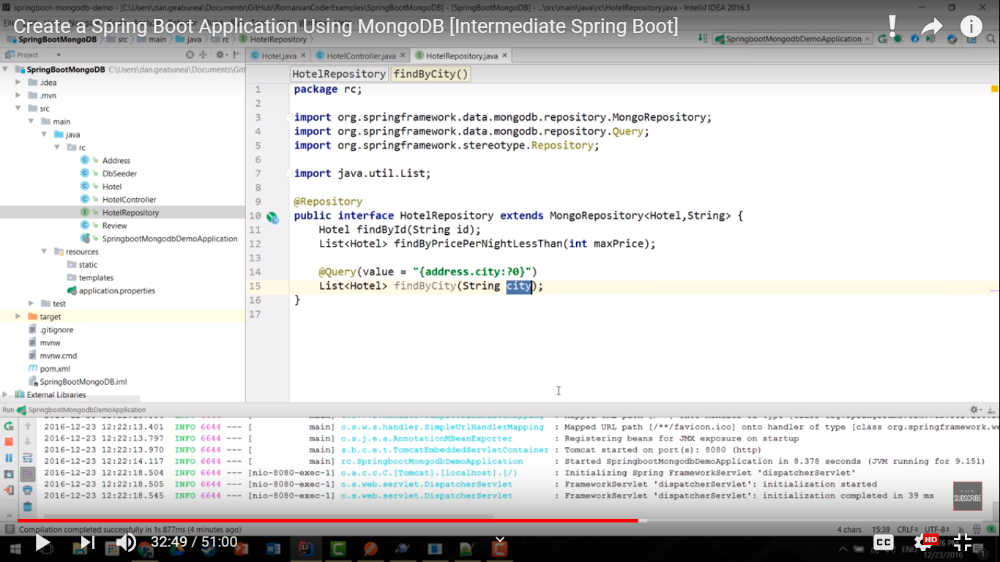 springboot-mongodb-demo - [C:\Users\dan.geabunea\Documents\GitHub\RomanianCoderExamples\SpringBootMongoDB] - [SpringBootMongoDB] - ...\src\main\java\rc\HotelRepository.java - IntelliJ IDEA 2016.3
Create a Spring Boot Application Using MongoDB [Intermediate Spring Boot]
SpringBootMongoDB src main java rc HotelRepository
SpringbootMongodbDemoApplication
Project
Hotel.java HotelController.java HotelRepository.java
SpringBootMongoDB C:\Users\dan.geabunea\Documents\Git
.idea
.mvn
src
main
java
rc
Address
DbSeeder
Hotel
HotelController
HotelRepository
Review
SpringbootMongodbDemoApplication
resources
static
templates
application.properties
test
target
.gitignore
mvnw
mvnw.cmd
pom.xml
SpringBootMongoDB.iml
External Libraries
HotelRepository findByCity()
1 package rc;
2
3 import org.springframework.data.mongodb.repository.MongoRepository;
4 import org.springframework.data.mongodb.repository.Query;
5 import org.springframework.stereotype.Repository;
6
7 import java.util.List;
8
9 @Repository
10 public interface HotelRepository extends MongoRepository<Hotel,String> {
11 Hotel findById(String id);
12 List<Hotel> findByPricePerNightLessThan(int maxPrice);
13
14 @Query(value = "{address.city:?0}")
15 List<Hotel> findByCity(String city);
16 }
17
Run SpringbootMongodbDemoApplication
2016-12-23 12:22:13.401 INFO 6644 --- [ main] o.s.w.s.handler.SimpleUrlHandlerMapping : Mapped URL path [/**/favicon.ico] onto handler of type [class org.springframework.we
2016-12-23 12:22:13.797 INFO 6644 --- [ main] o.s.j.e.a.AnnotationMBeanExporter : Registering beans for JMX exposure on startup
2016-12-23 12:22:13.970 INFO 6644 --- [ main] s.b.c.e.t.TomcatEmbeddedServletContainer : Tomcat started on port(s): 8080 (http)
2016-12-23 12:22:14.117 INFO 6644 --- [ main] rc.SpringbootMongodbDemoApplication : Started SpringbootMongodbDemoApplication in 8.378 seconds (JVM running for 9.151)
2016-12-23 12:22:18.504 INFO 6644 --- [nio-8080-exec-1] o.a.c.c.C.[Tomcat].[localhost].[/] : Initializing Spring FrameworkServlet 'dispatcherServlet'
2016-12-23 12:22:18.505 INFO 6644 --- [nio-8080-exec-1] o.s.web.servlet.DispatcherServlet : FrameworkServlet 'dispatcherServlet': initialization started
2016-12-23 12:22:18.545 INFO 6644 --- [nio-8080-exec-1] o.s.web.servlet.DispatcherServlet : FrameworkServlet 'dispatcherServlet': initialization completed in 39 ms
SUBSCRIBE
Compilation completed successfully in 1s 877ms (4 minutes ago) 4 chars 15:39 CRLF÷ UTF-8÷
32:49 / 51:00 CC HD
ENG
12/23/2016